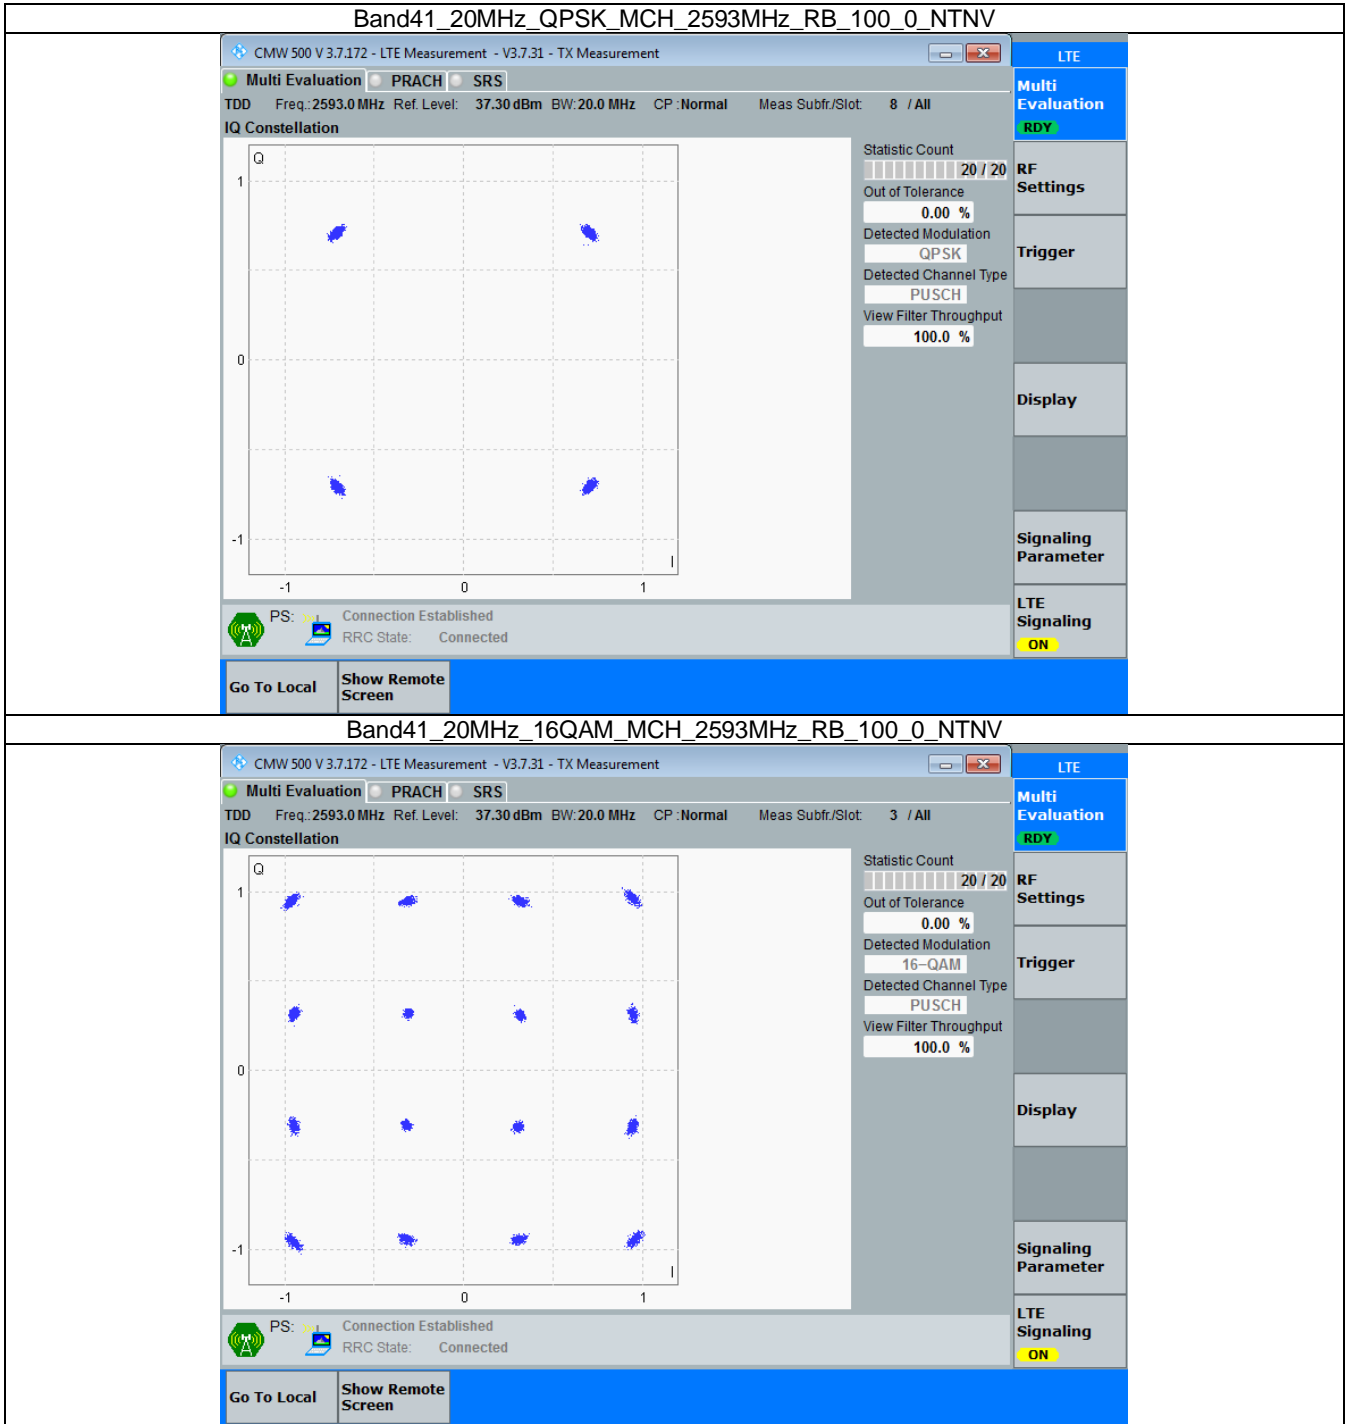 Band41_20MHz_QPSK_MCH_2593MHz_RB_100_0_NTNV
CMW 500 V 3.7.172 - LTE Measurement - V3.7.31 - TX Measurement
LTE
Multi Evaluation PRACH SRS
Multi Evaluation
RDY
TDD Freq.: 2593.0 MHz Ref. Level: 37.30 dBm BW: 20.0 MHz CP : Normal Meas Subfr./Slot: 8 / All
IQ Constellation
Q
1
0
-1
I
-1 0 1
Statistic Count
20 / 20
Out of Tolerance
0.00 %
Detected Modulation
QPSK
Detected Channel Type
PUSCH
View Filter Throughput
100.0 %
RF Settings
Trigger
Display
Signaling Parameter
LTE Signaling
ON
PS: Connection Established
RRC State: Connected
Go To Local
Show Remote Screen
Band41_20MHz_16QAM_MCH_2593MHz_RB_100_0_NTNV
CMW 500 V 3.7.172 - LTE Measurement - V3.7.31 - TX Measurement
LTE
Multi Evaluation PRACH SRS
Multi Evaluation
RDY
TDD Freq.: 2593.0 MHz Ref. Level: 37.30 dBm BW: 20.0 MHz CP : Normal Meas Subfr./Slot: 3 / All
IQ Constellation
Q
1
0
-1
I
-1 0 1
Statistic Count
20 / 20
Out of Tolerance
0.00 %
Detected Modulation
16-QAM
Detected Channel Type
PUSCH
View Filter Throughput
100.0 %
RF Settings
Trigger
Display
Signaling Parameter
LTE Signaling
ON
PS: Connection Established
RRC State: Connected
Go To Local
Show Remote Screen